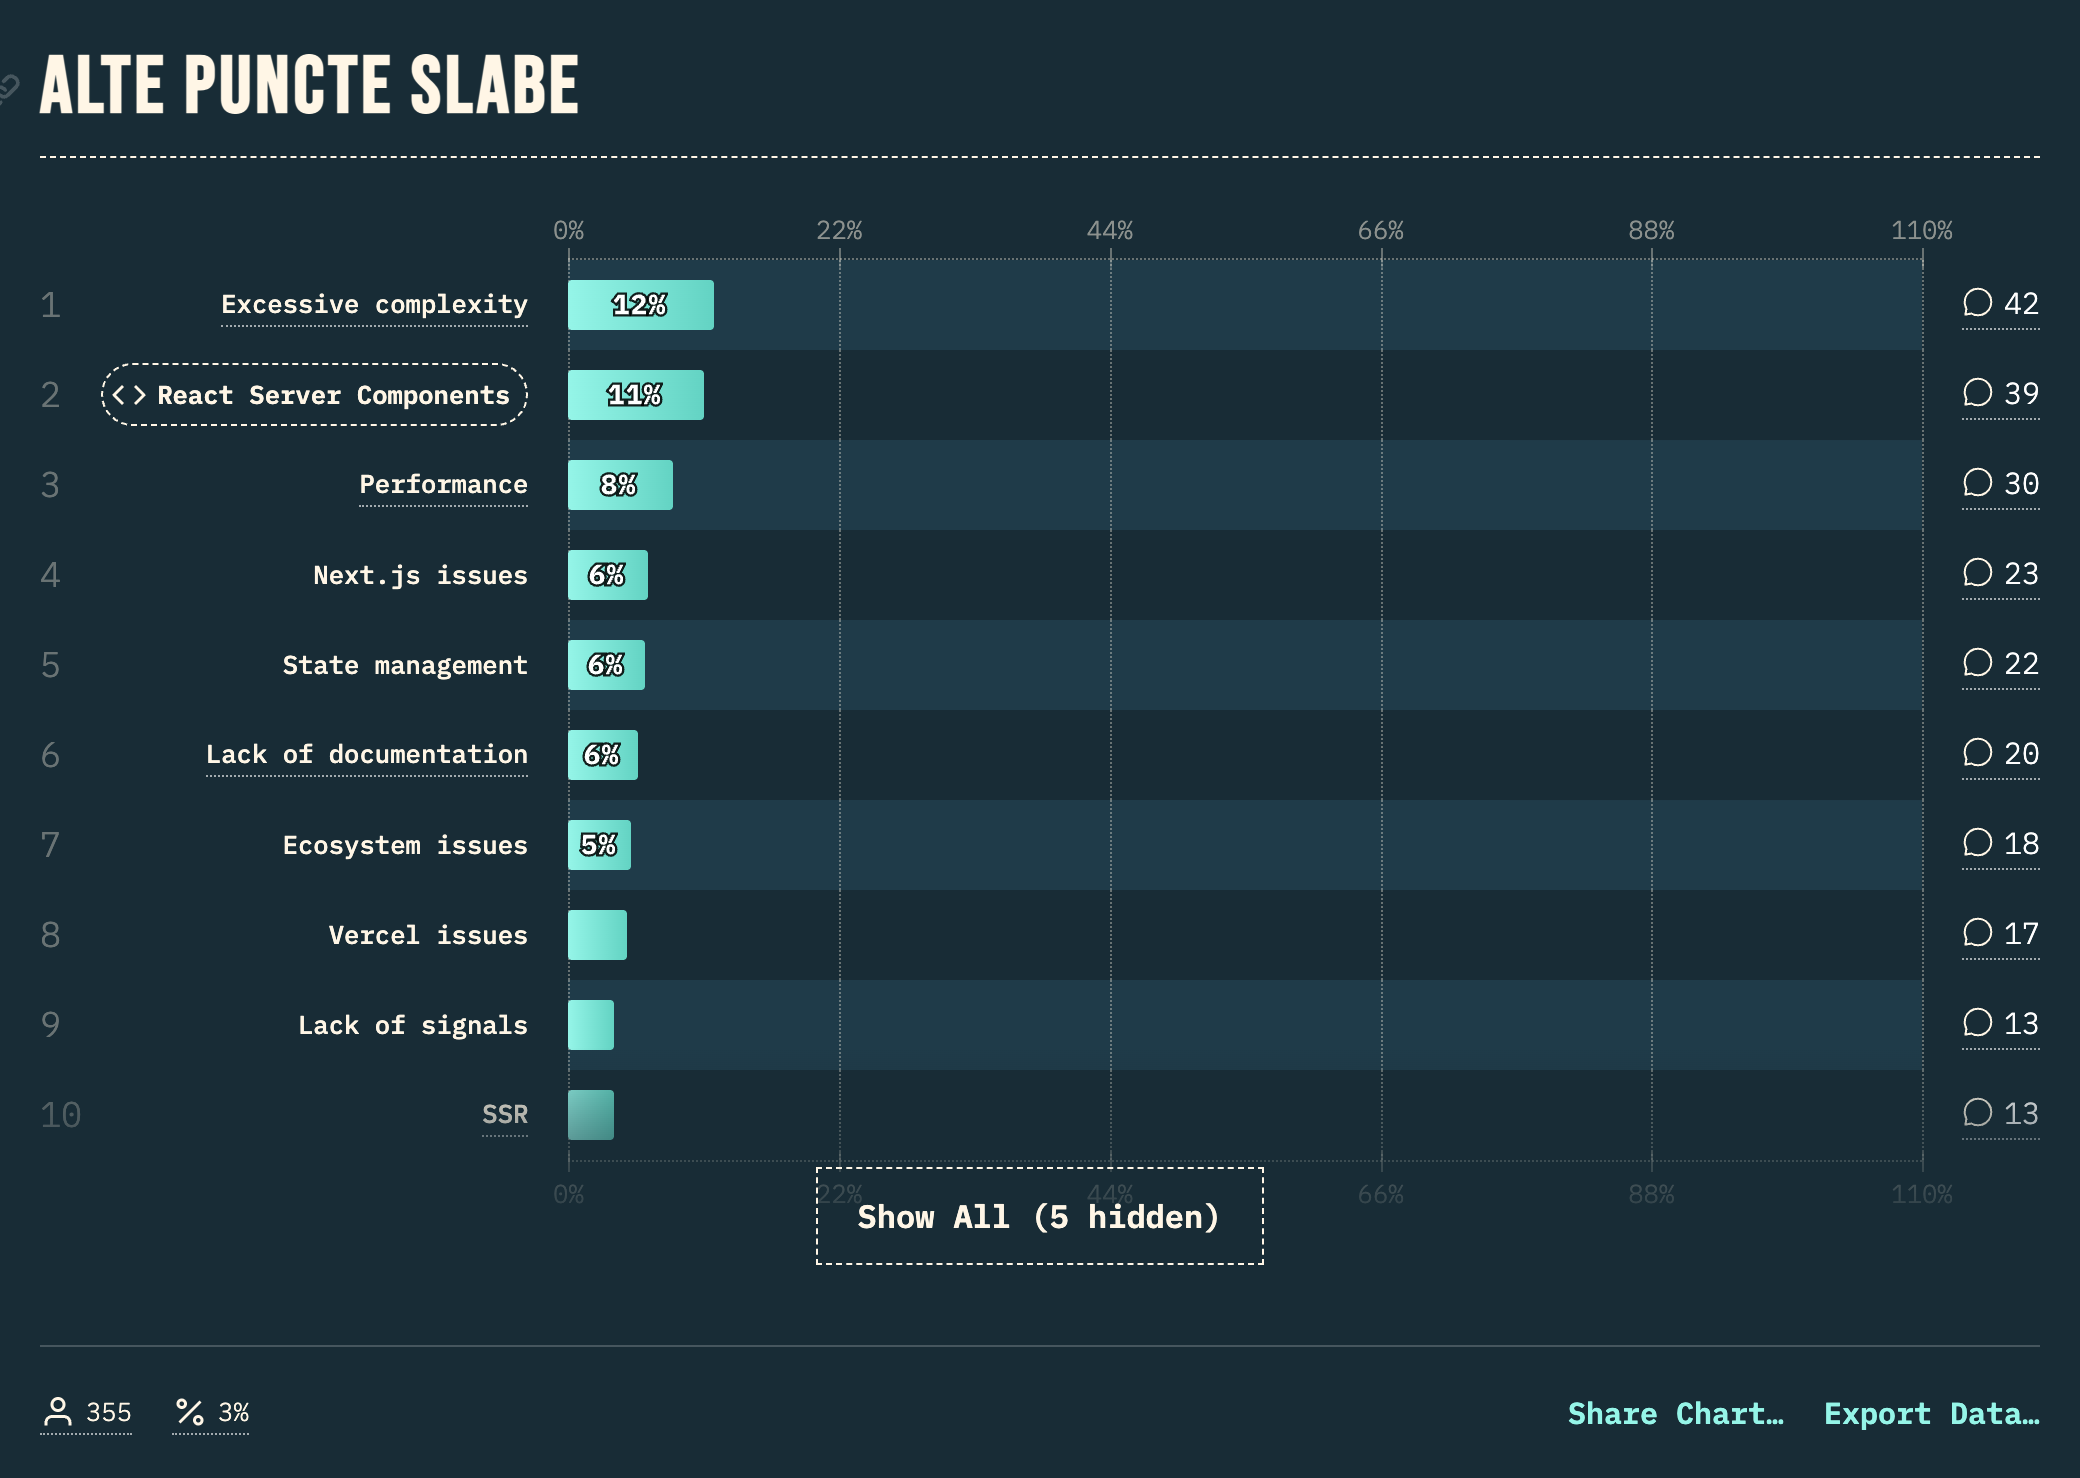 ALTE PUNCTE SLABE
0% 22% 44% 66% 88% 110%
1 Excessive complexity 12% 42
2 <> React Server Components 11% 39
3 Performance 8% 30
4 Next.js issues 6% 23
5 State management 6% 22
6 Lack of documentation 6% 20
7 Ecosystem issues 5% 18
8 Vercel issues 17
9 Lack of signals 13
10 SSR 13
0% 22% 44% 66% 88% 110%
Show All (5 hidden)
355 % 3% Share Chart… Export Data…